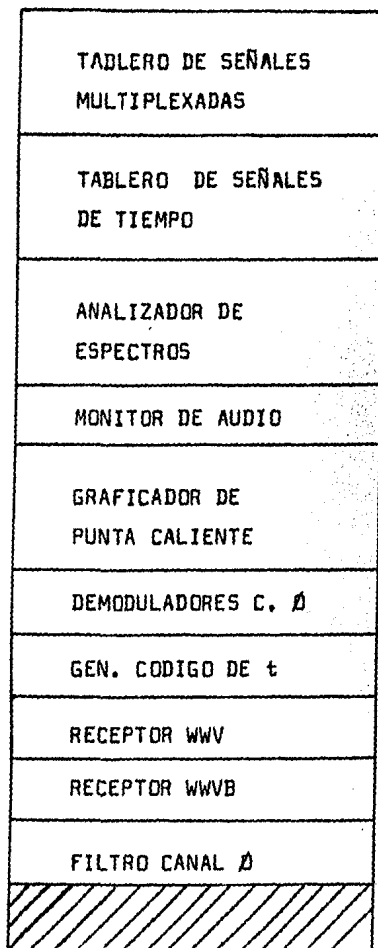 TABLERO DE SEÑALES
MULTIPLEXADAS
TABLERO DE SEÑALES
DE TIEMPO
ANALIZADOR DE
ESPECTROS
MONITOR DE AUDIO
GRAFICADOR DE
PUNTA CALIENTE
DEMODULADORES C. Ø
GEN. CODIGO DE t
RECEPTOR WWV
RECEPTOR WWVB
FILTRO CANAL Ø